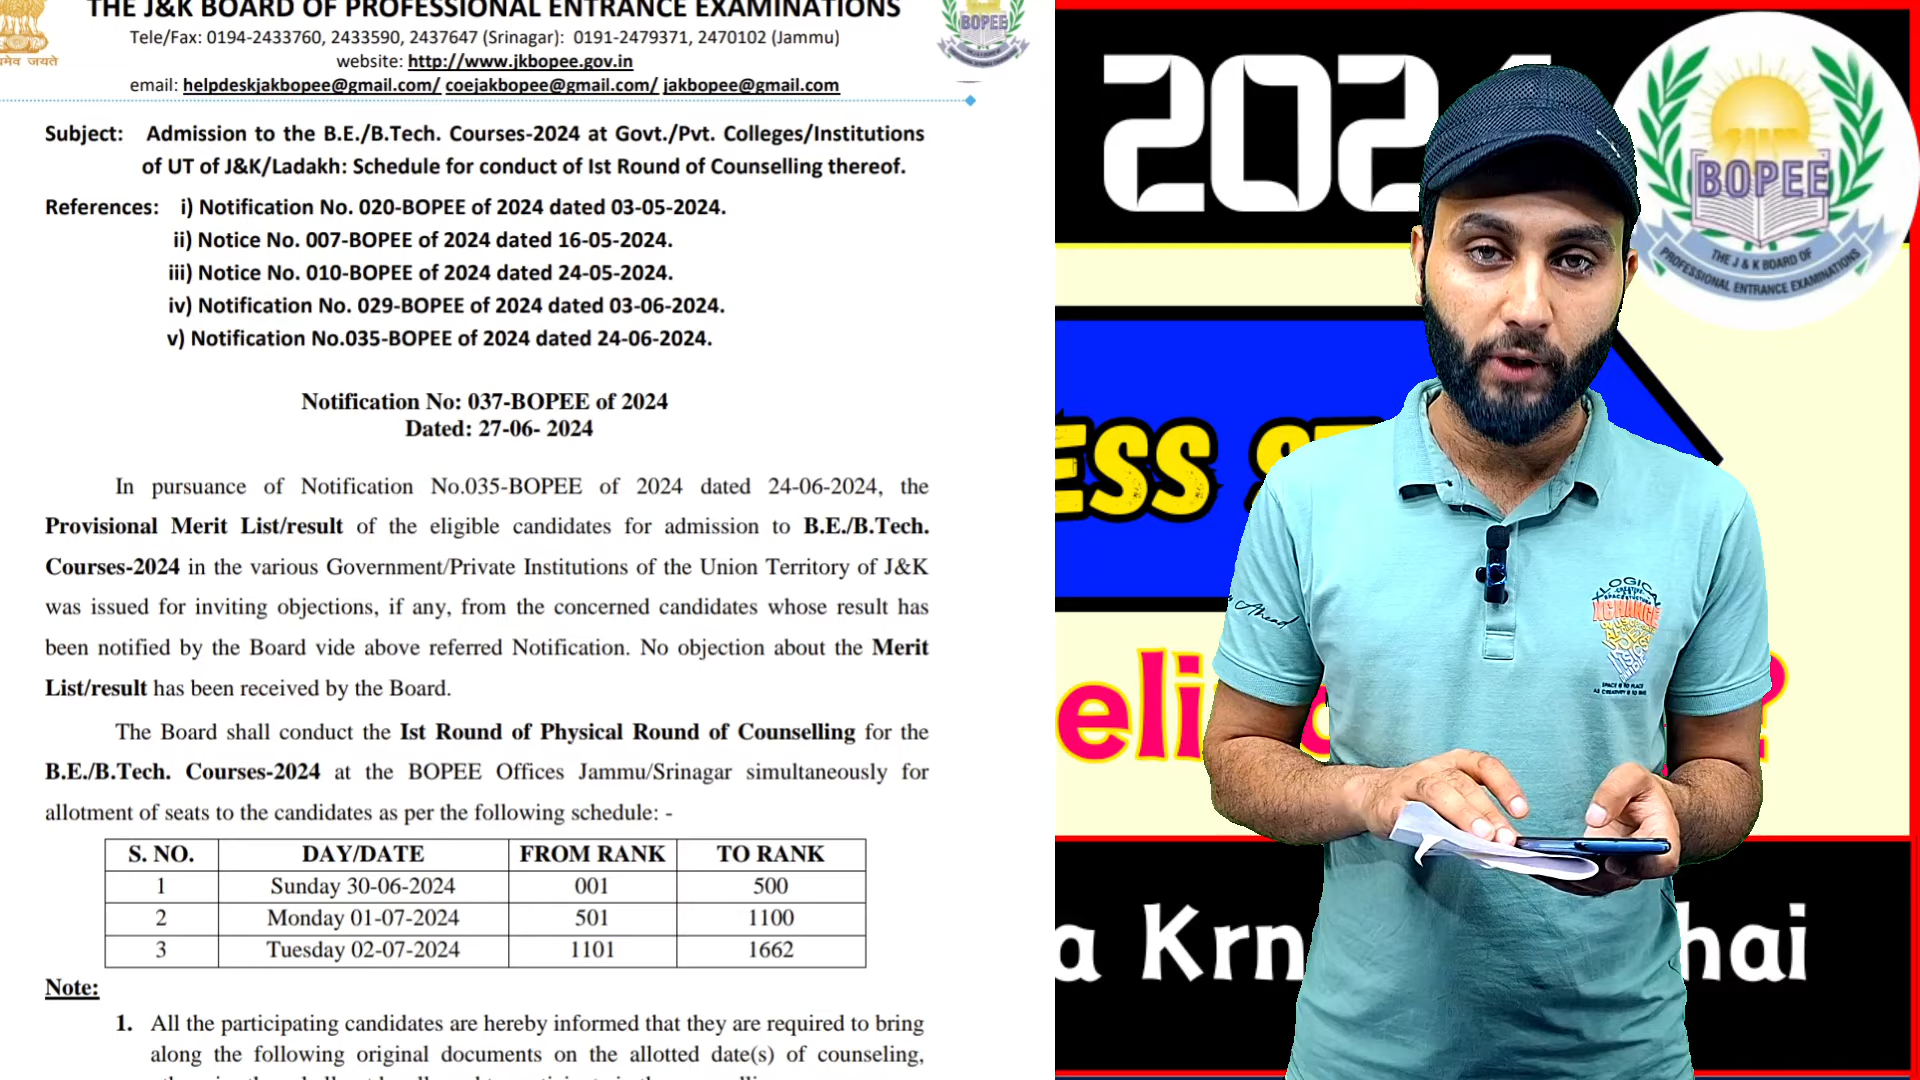 THE J&K BOARD OF PROFESSIONAL ENTRANCE EXAMINATIONS
Tele/Fax: 0194-2433760, 2433590, 2437647 (Srinagar): 0191-2479371, 2470102 (Jammu)
website: http://www.jkbopee.gov.in
email: helpdeskjakbopee@gmail.com/ coejakbopee@gmail.com/ jakbopee@gmail.com
Subject: Admission to the B.E./B.Tech. Courses-2024 at Govt./Pvt. Colleges/Institutions
of UT of J&K/Ladakh: Schedule for conduct of Ist Round of Counselling thereof.
References: i) Notification No. 020-BOPEE of 2024 dated 03-05-2024.
ii) Notice No. 007-BOPEE of 2024 dated 16-05-2024.
iii) Notice No. 010-BOPEE of 2024 dated 24-05-2024.
iv) Notification No. 029-BOPEE of 2024 dated 03-06-2024.
v) Notification No.035-BOPEE of 2024 dated 24-06-2024.
Notification No: 037-BOPEE of 2024
Dated: 27-06- 2024
In pursuance of Notification No.035-BOPEE of 2024 dated 24-06-2024, the
Provisional Merit List/result of the eligible candidates for admission to B.E./B.Tech.
Courses-2024 in the various Government/Private Institutions of the Union Territory of J&K
was issued for inviting objections, if any, from the concerned candidates whose result has
been notified by the Board vide above referred Notification. No objection about the Merit
List/result has been received by the Board.
The Board shall conduct the Ist Round of Physical Round of Counselling for the
B.E./B.Tech. Courses-2024 at the BOPEE Offices Jammu/Srinagar simultaneously for
allotment of seats to the candidates as per the following schedule: -
S. NO. DAY/DATE FROM RANK TO RANK
1 Sunday 30-06-2024 001 500
2 Monday 01-07-2024 501 1100
3 Tuesday 02-07-2024 1101 1662
Note:
1. All the participating candidates are hereby informed that they are required to bring
along the following original documents on the allotted date(s) of counseling,
BOPEE
2024
BOPEE
THE J & K BOARD OF
PROFESSIONAL ENTRANCE EXAMINATIONS
ESS S
eli ?
a Krn hai
LOGIC
XCHANGE
Ahead